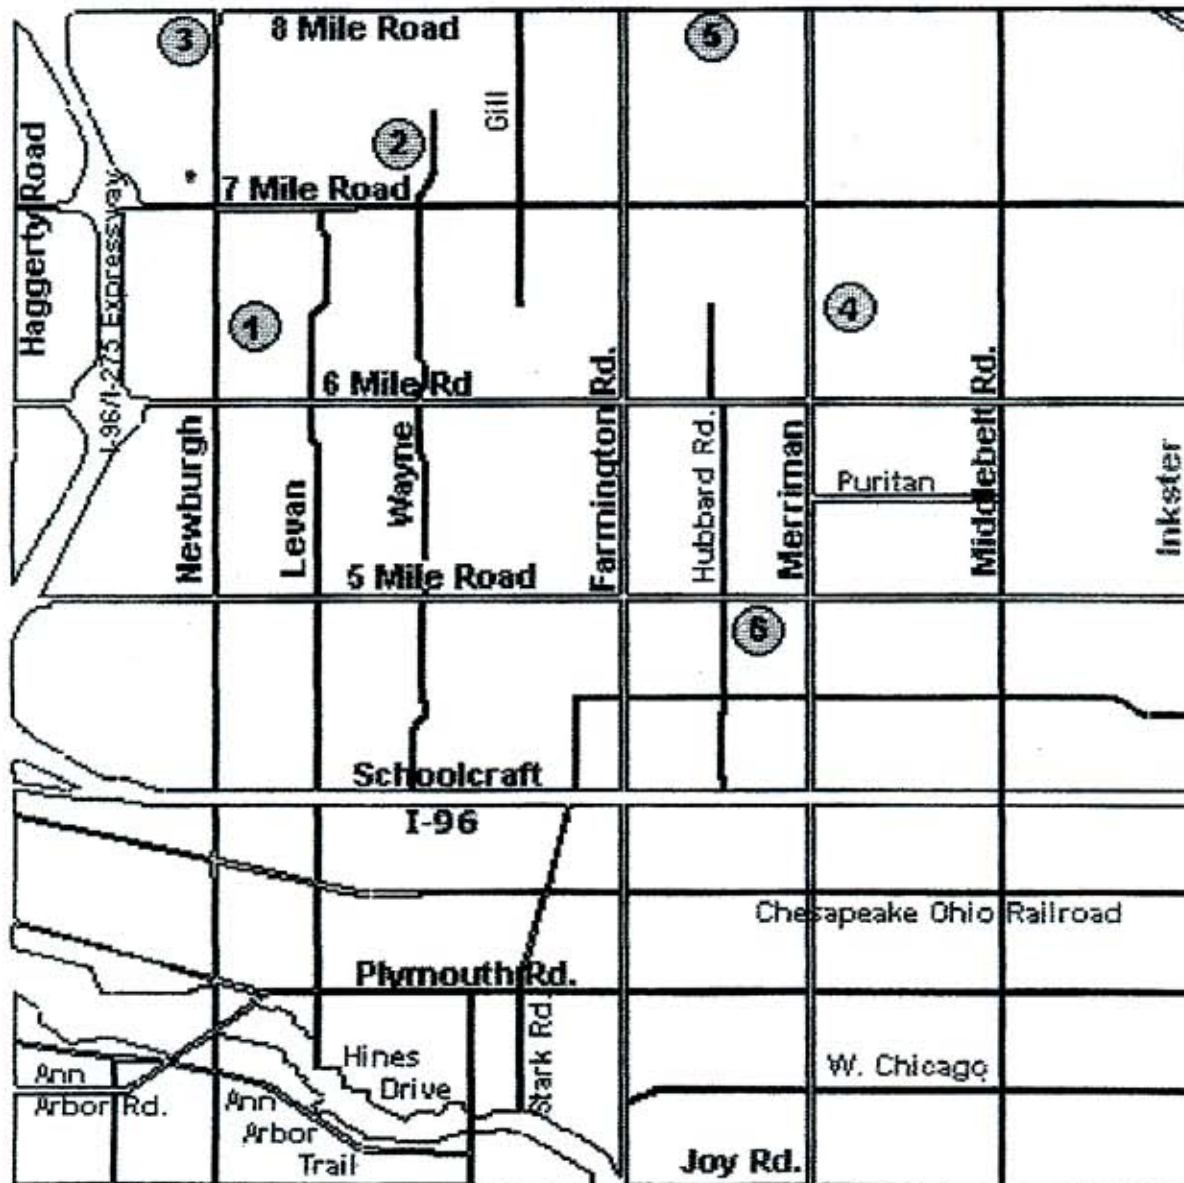 3
8 Mile Road
5
Gill
2
Haggerty Road
7 Mile Road
I-96/I-275 Expressway
1
4
6 Mile Rd
Farmington Rd.
Middlebelt Rd.
Newburgh
Levan
Wayne
Hubbard Rd.
Merriman
Puritan
Inkster
5 Mile Road
6
Schoolcraft
I-96
Chesapeake Ohio Railroad
Plymouth Rd.
Stark Rd.
Hines
Drive
W. Chicago
Ann
Arbor Rd.
Ann
Arbor
Trail
Joy Rd.